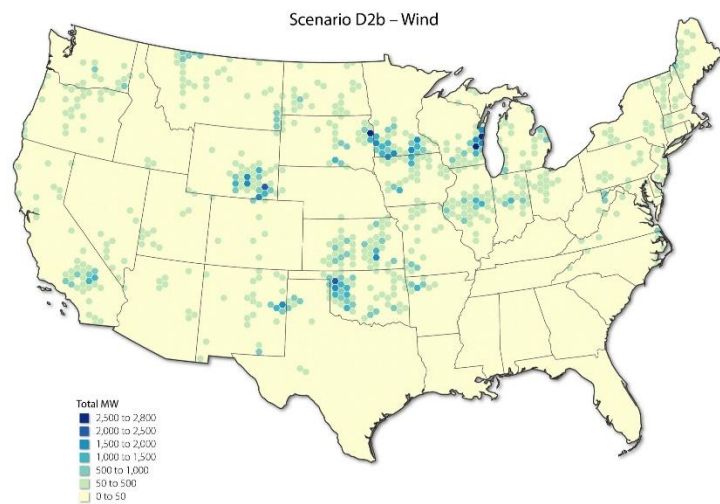 Scenario D2b – Wind
Total MW
2,500 to 2,800
2,000 to 2,500
1,500 to 2,000
1,000 to 1,500
500 to 1,000
50 to 500
0 to 50